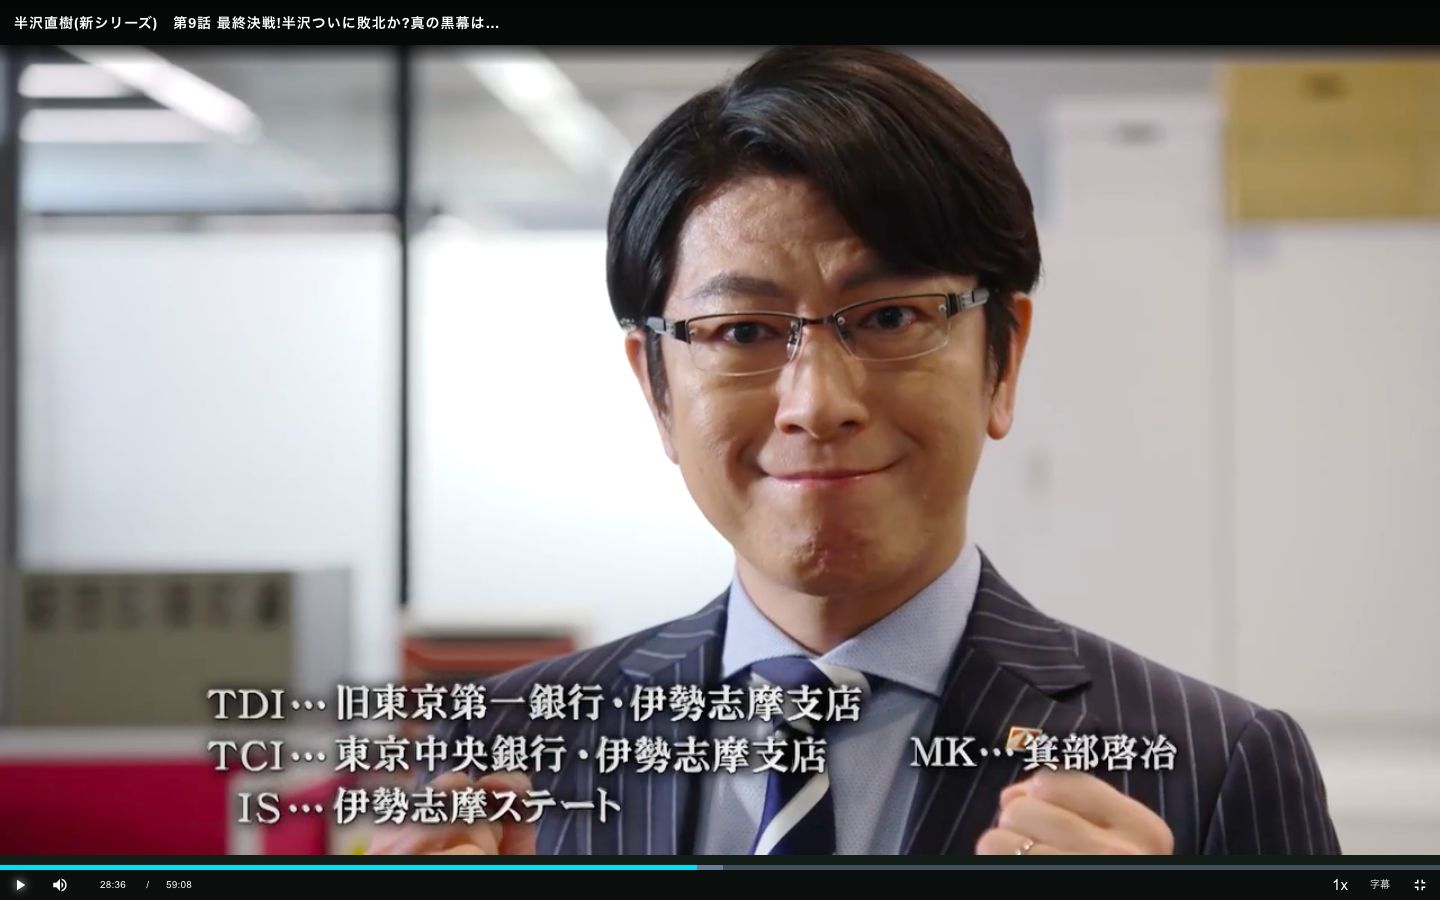 半沢直樹(新シリーズ) 第9話 最終決戦!半沢ついに敗北か?真の黒幕は...
TDI…旧東京第一銀行・伊勢志摩支店
TCI…東京中央銀行・伊勢志摩支店 MK…箕部啓治
IS…伊勢志摩ステート
28:36 / 59:08 1x 字幕